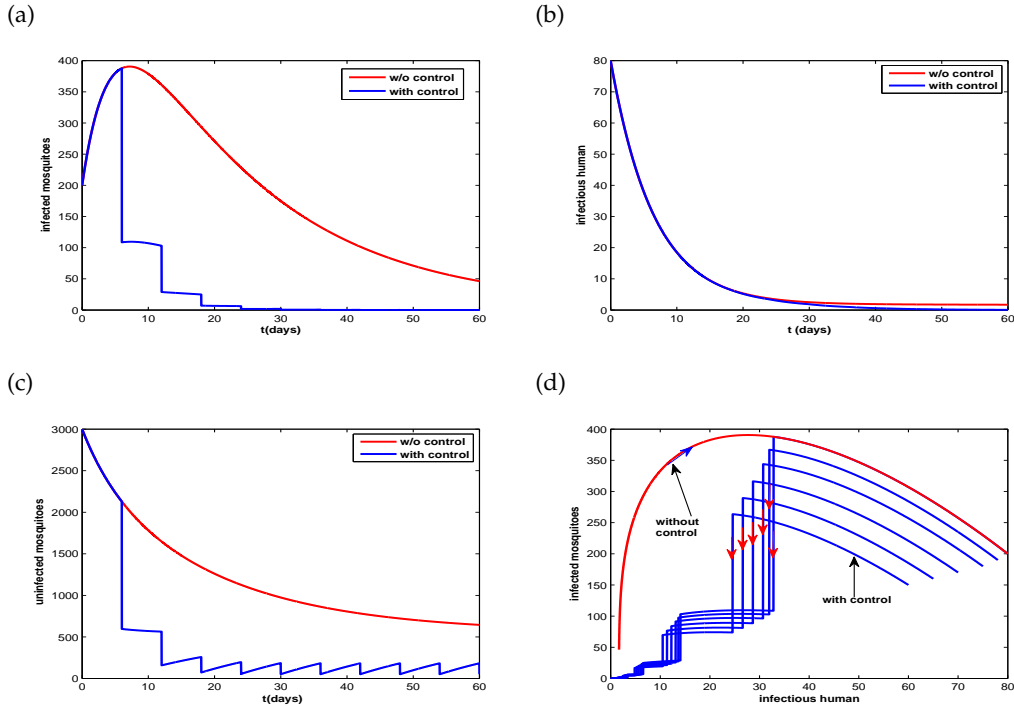 (a)
400
350
300
250
200
150
100
50
0
0 10 20 30 40 50 60
infected mosquitoes
t(days)
w/o control
with control
(b)
80
70
60
50
40
30
20
10
0
0 10 20 30 40 50 60
infectious human
t (days)
w/o control
with control
(c)
3000
2500
2000
1500
1000
500
0
0 10 20 30 40 50 60
uninfected mosquitoes
t(days)
w/o control
with control
(d)
400
350
300
250
200
150
100
50
0
0 10 20 30 40 50 60 70 80
infected mosquitoes
infectious human
without
control
with control